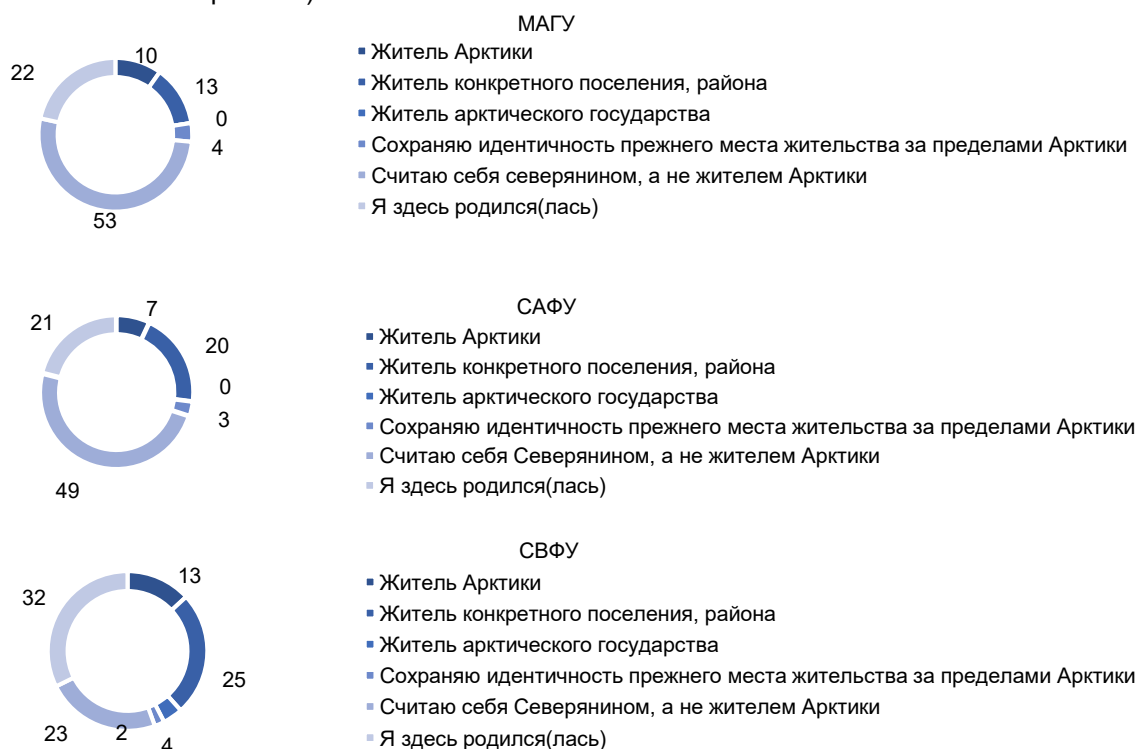 МАГУ
10
22
13
0
4
53
▪ Житель Арктики
▪ Житель конкретного поселения, района
▪ Житель арктического государства
▪ Сохраняю идентичность прежнего места жительства за пределами Арктики
▪ Считаю себя северянином, а не жителем Арктики
▪ Я здесь родился(лась)
САФУ
7
21
20
0
3
49
▪ Житель Арктики
▪ Житель конкретного поселения, района
▪ Житель арктического государства
▪ Сохраняю идентичность прежнего места жительства за пределами Арктики
▪ Считаю себя Северянином, а не жителем Арктики
▪ Я здесь родился(лась)
СВФУ
13
32
25
23
2
4
▪ Житель Арктики
▪ Житель конкретного поселения, района
▪ Житель арктического государства
▪ Сохраняю идентичность прежнего места жительства за пределами Арктики
▪ Считаю себя Северянином, а не жителем Арктики
▪ Я здесь родился(лась)